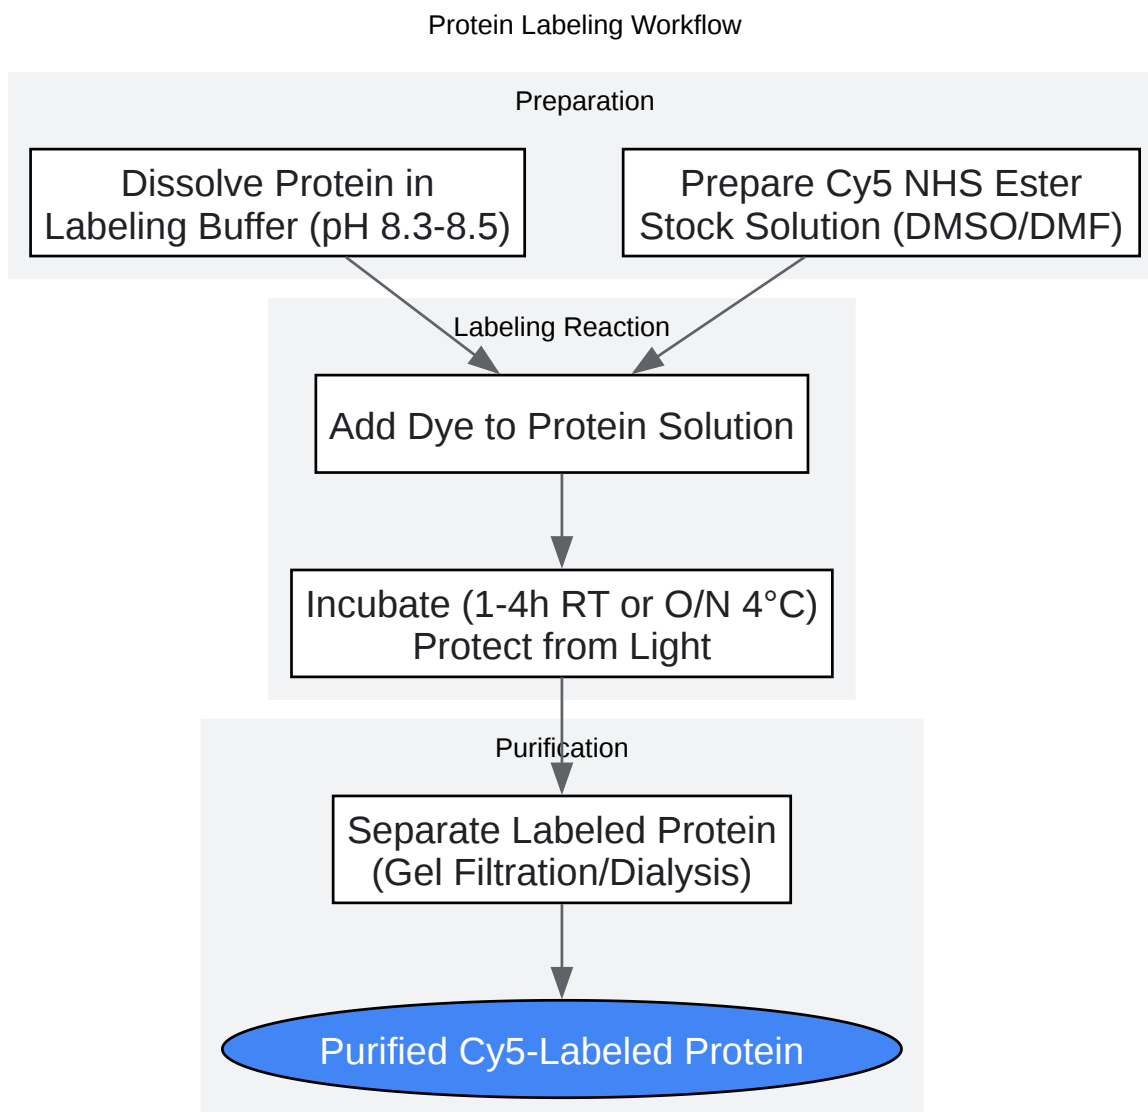 Protein Labeling Workflow
Preparation
Dissolve Protein in
Labeling Buffer (pH 8.3-8.5)
Prepare Cy5 NHS Ester
Stock Solution (DMSO/DMF)
Labeling Reaction
Add Dye to Protein Solution
Incubate (1-4h RT or O/N 4°C)
Protect from Light
Purification
Separate Labeled Protein
(Gel Filtration/Dialysis)
Purified Cy5-Labeled Protein